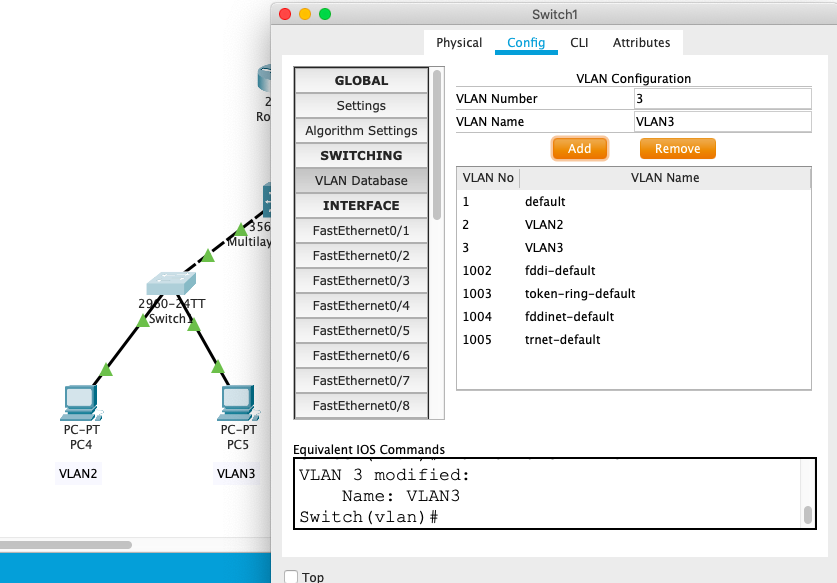 Switch1
Physical Config CLI Attributes
GLOBAL
Settings
Algorithm Settings
SWITCHING
VLAN Database
INTERFACE
FastEthernet0/1
FastEthernet0/2
FastEthernet0/3
FastEthernet0/4
FastEthernet0/5
FastEthernet0/6
FastEthernet0/7
FastEthernet0/8
VLAN Configuration
VLAN Number 3
VLAN Name VLAN3
Add Remove
VLAN No VLAN Name
1 default
2 VLAN2
3 VLAN3
1002 fddi-default
1003 token-ring-default
1004 fddinet-default
1005 trnet-default
Equivalent IOS Commands
VLAN 3 modified:
Name: VLAN3
Switch(vlan)#
Top
2
Ro
356
Multilay
2960-24TT
Switch1
PC-PT
PC4
VLAN2
PC-PT
PC5
VLAN3